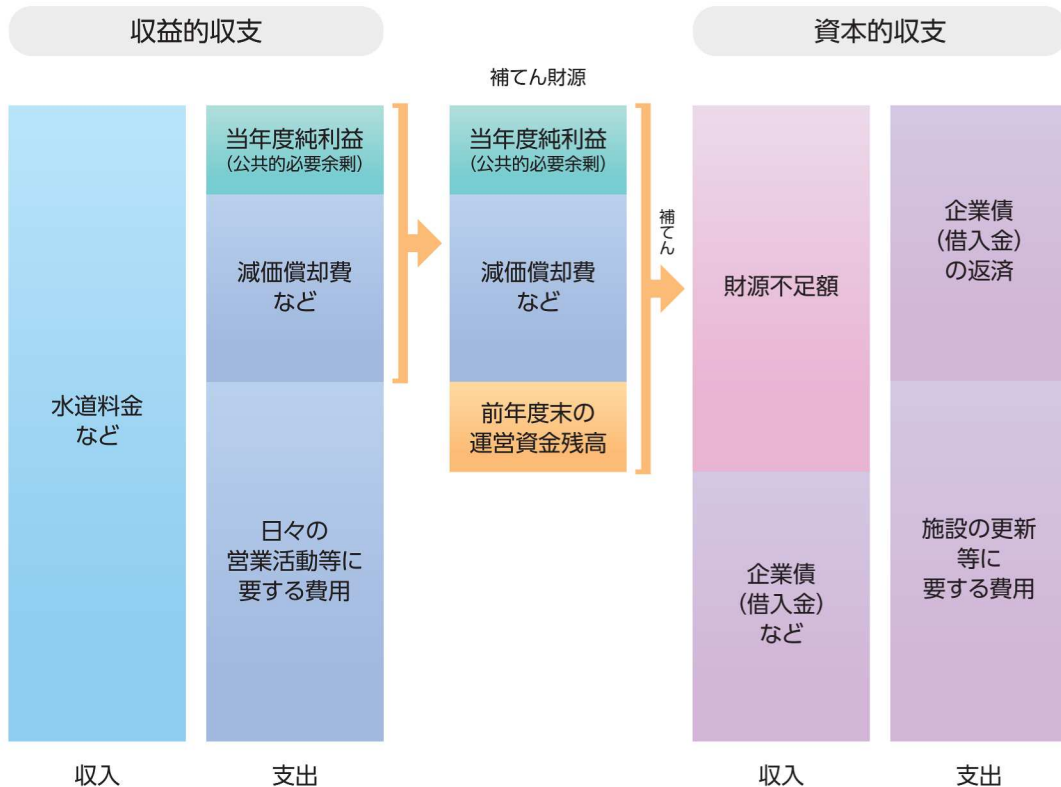 収益的収支
資本的収支
水道料金
など
収入
当年度純利益
(公共的必要余剰)
減価償却費
など
日々の
営業活動等に
要する費用
支出
補てん財源
当年度純利益
(公共的必要余剰)
減価償却費
など
前年度末の
運営資金残高
補てん
財源不足額
企業債
(借入金)
など
収入
企業債
(借入金)
の返済
施設の更新
等に
要する費用
支出